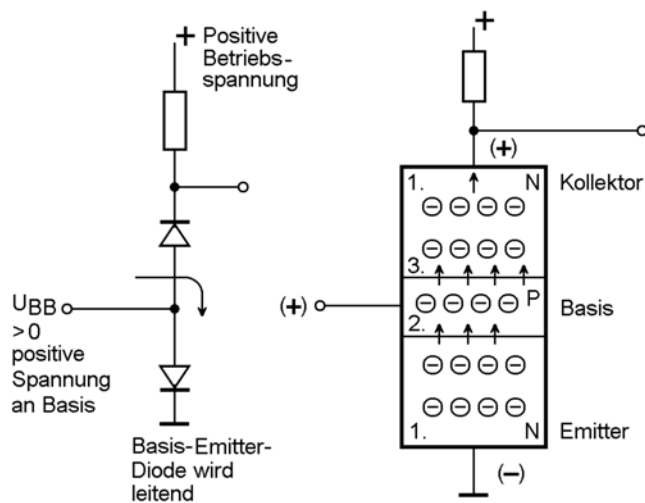 + Positive
Betriebs-
spannung
UBB
>0
positive
Spannung
an Basis
Basis-Emitter-
Diode wird
leitend
+
(+)
1. N Kollektor
3.
(+) P Basis
2.
1. N Emitter
(−)